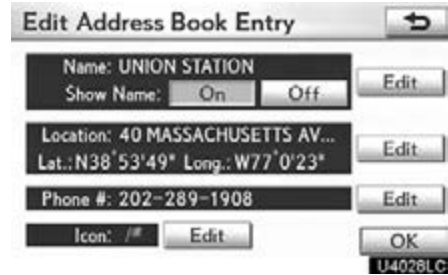 Edit Address Book Entry
Name: UNION STATION
Edit
Show Name: On Off
Location: 40 MASSACHUSETTS AV...
Edit
Lat.:N38°53'49" Long.:W77°0'23"
Phone #: 202-289-1908 Edit
Icon: Edit
OK
U4028LC